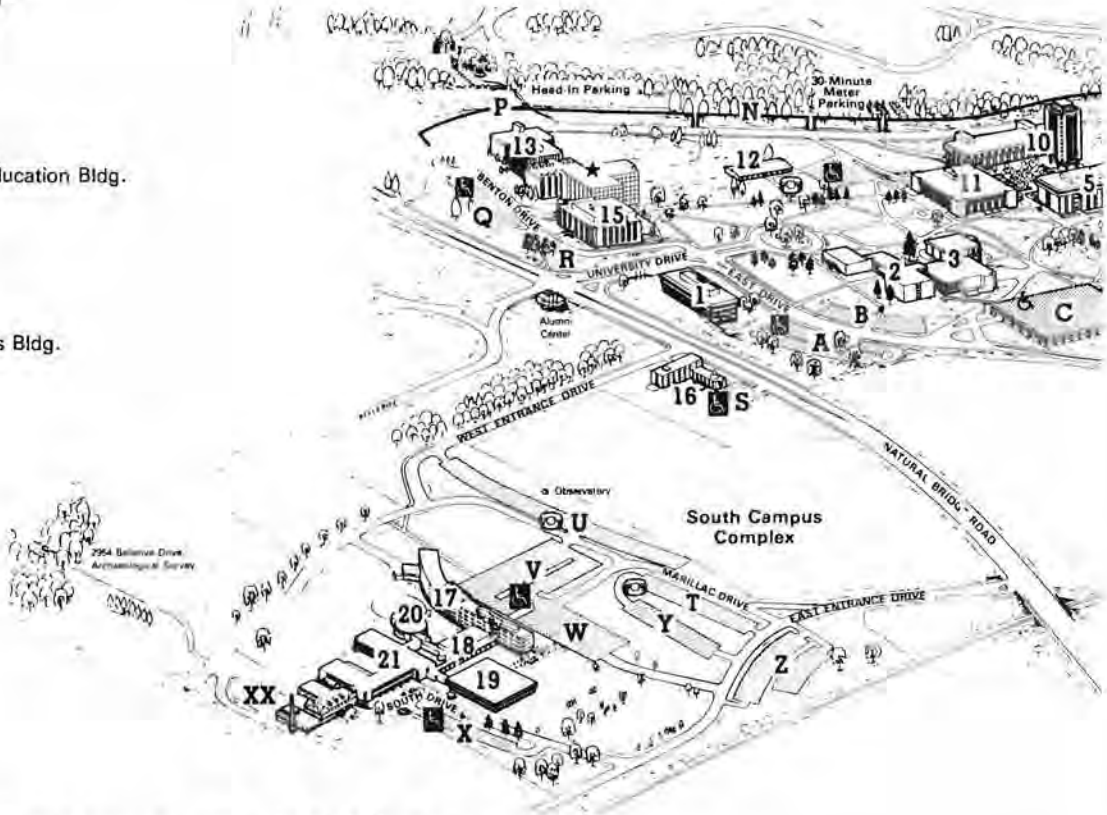 Head-In Parking
30-Minute
Meter
Parking
P
N
10
13
12
ducation Bldg.
★
11
5
BENTON DRIVE
Q
15
3
R
UNIVERSITY DRIVE
2
EAST DRIVE
1
B
C
Alumni
Center
A
s Bldg.
16
S
WEST ENTRANCE DRIVE
NATURAL BRIDGE ROAD
Observatory
U
South Campus
Complex
2954 Bellerive Drive
Archaeological Survey
V
MARILLAC DRIVE
17
T
EAST ENTRANCE DRIVE
20
W
Y
18
21
Z
19
XX
SOUTH DRIVE
X